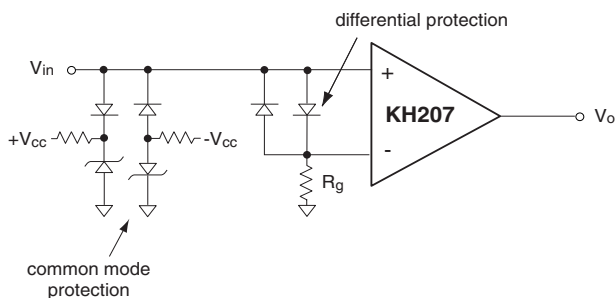 differential protection
Vin
+Vcc
-Vcc
+
-
KH207
Vo
Rg
common mode
protection